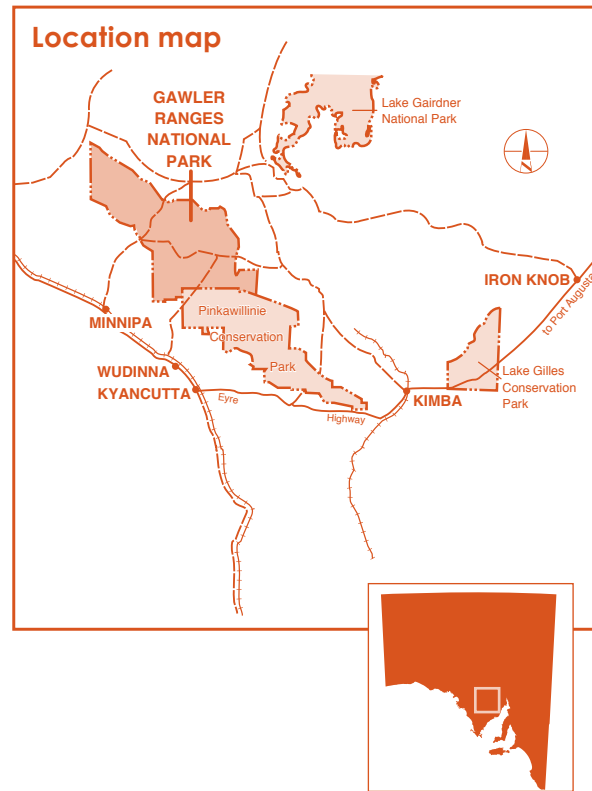 Location map
GAWLER
RANGES
NATIONAL
PARK
Lake Gairdner
National Park
IRON KNOB
to Port Augusta
MINNIPA
Pinkawillinie
Conservation
Park
WUDINNA
KYANCUTTA
Eyre
Highway
KIMBA
Lake Gilles
Conservation
Park